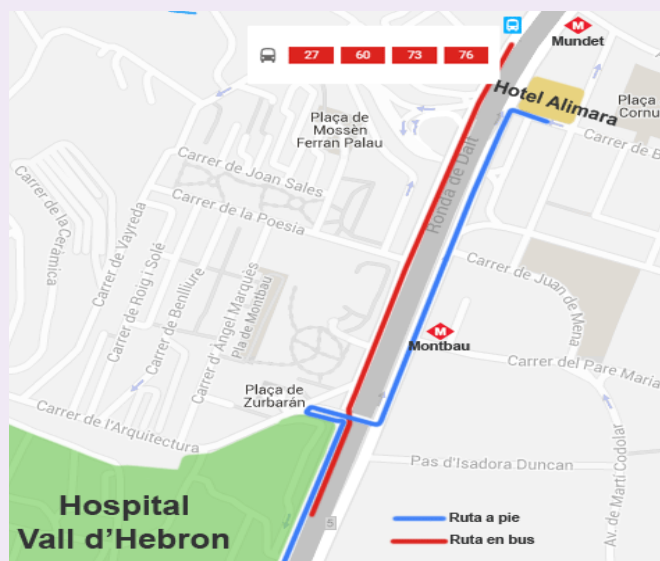 M
Mundet
27 60 73 76
Hotel Alimara
Plaça
Cornu
Plaça de
Mossèn
Ferran Palau
Carrer de B
Carrer de Joan Sales
Ronda de Dalt
Carrer de la Ceràmica
Carrer de la Poesia
Carrer de Vayreda
Carrer de Roig i Solé
Carrer de Benlliure
Carrer d'Àngel Marquès
Pla de Montbau
Carrer de Juan de Mena
M
Montbau
Carrer del Pare Maria
Plaça de
Zurbarán
Carrer de l'Arquitectura
Pas d'Isadora Duncan
Av. de Martí Codolar
Hospital
Vall d'Hebron
5
Ruta a pie
Ruta en bus